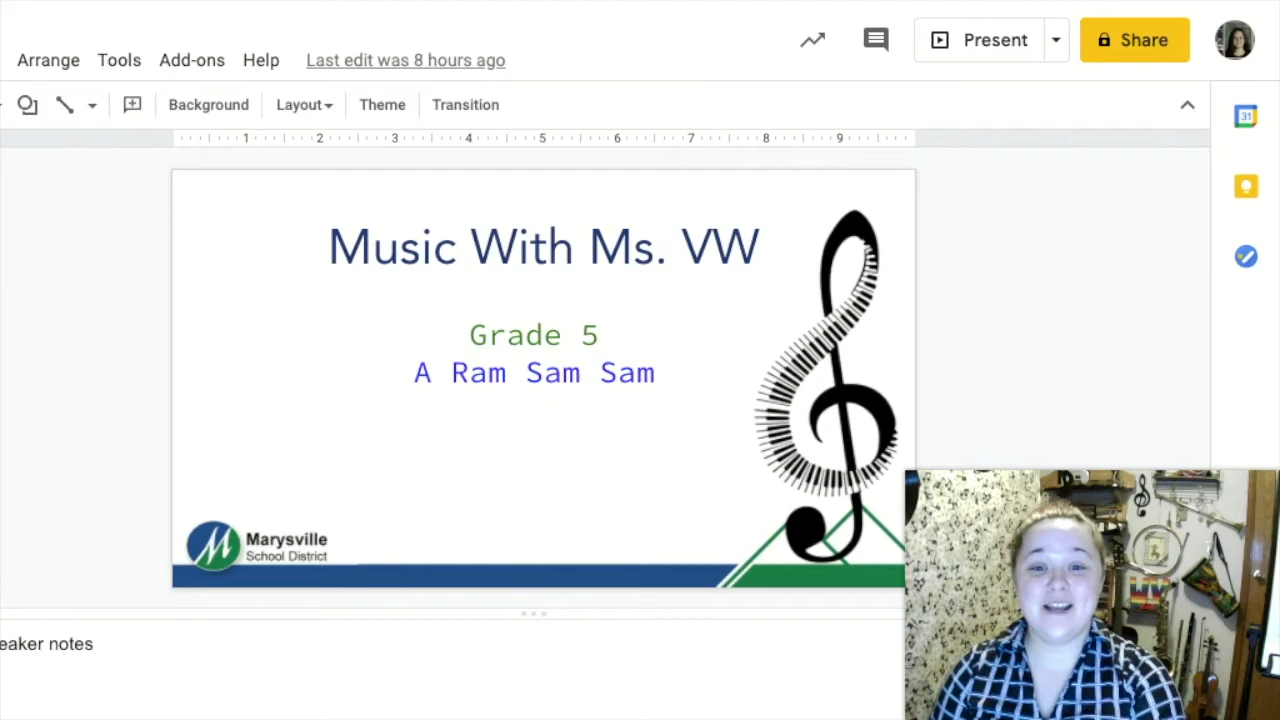 Present
Share
Arrange Tools Add-ons Help Last edit was 8 hours ago
Background Layout Theme Transition
1 2 3 4 5 6 7 8 9
31
Music With Ms. VW
Grade 5
A Ram Sam Sam
Marysville
School District
eaker notes